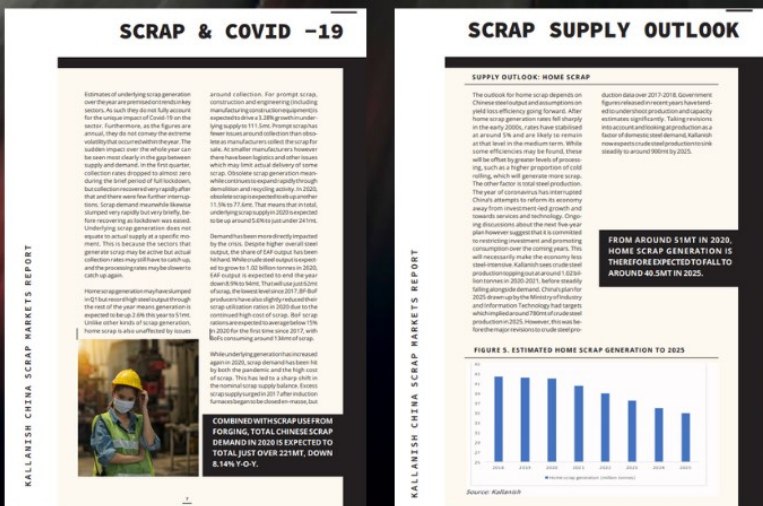 SCRAP & COVID -19
KALLANISH CHINA SCRAP MARKETS REPORT
Estimates of underlying scrap generation
over the year are premised on trends in key
sectors. As such they do not fully account
for the unique impact of Covid-19 on the
sector. Furthermore, as the figures are
annual, they do not convey the extreme
volatility that occurred within the year. The
sudden impact over the whole year can
be seen most clearly in the gap between
supply and demand. In the first quarter,
collection rates dropped to almost zero
during the brief period of full lockdown,
but collection recovered very rapidly after
that and there were few further interrup-
tions. Scrap demand meanwhile likewise
slumped very rapidly but very briefly, be-
fore recovering as lockdown was eased.
Underlying scrap generation does not
equate to actual supply at a specific mo-
ment. This is because the sectors that
generate scrap may be active but actual
collection rates may still have to catch up,
and the processing rates may be slower to
catch up again.
Home scrap generation may have slumped
in Q1 but record high steel output through
the rest of the year means generation is
expected to be up 2.6% this year to 51mt.
Unlike other kinds of scrap generation,
home scrap is also unaffected by issues
around collection. For prompt scrap,
construction and engineering (including
manufacturing construction equipment) is
expected to drive a 3.28% growth in under-
lying supply to 111.5mt. Prompt scrap has
fewer issues around collection than obso-
lete as manufacturers collect the scrap for
sale. At smaller manufacturers however
there have been logistics and other issues
which may limit actual delivery of some
scrap. Obsolete scrap generation mean-
while continues to expand rapidly through
demolition and recycling activity. In 2020,
obsolete scrap is expected to be up another
11.3% to 77.6mt. That means that in total,
underlying scrap supply in 2020 is expected
to be up around 5.6% to just under 241mt.
Demand has been more directly impacted
by the crisis. Despite higher overall steel
output, the share of EAF output has been
hit hard. While crude steel output is expect-
ed to grow to 1.02 billion tonnes in 2020,
EAF output is expected to end the year
down 8.9% to 94mt. That will use just 62mt
of scrap, the lowest level since 2017. BF-BoF
producers have also slightly reduced their
scrap utilization ratios in 2020 due to the
continued high cost of scrap. BoF scrap
rations are expected to average below 15%
in 2020 for the first time since 2017, with
BoFs consuming around 134mt of scrap.
While underlying generation has increased
again in 2020, scrap demand has been hit
by both the pandemic and the high cost
of scrap. This has led to a sharp shift in
the nominal scrap supply balance. Excess
scrap supply surged in 2017 after induction
furnaces began to be closed en-masse, but
COMBINED WITH SCRAP USE FROM
FORGING, TOTAL CHINESE SCRAP
DEMAND IN 2020 IS EXPECTED TO
TOTAL JUST OVER 221MT, DOWN
8.14% Y-O-Y.
7
SCRAP SUPPLY OUTLOOK
KALLANISH CHINA SCRAP MARKETS REPORT
SUPPLY OUTLOOK: HOME SCRAP
The outlook for home scrap depends on
Chinese steel output and assumptions on
yield loss efficiency going forward. After
home scrap generation rates fell sharply
in the early 2000s, rates have stabilised
at around 5% and are likely to remain
at that level in the medium term. While
some efficiencies may be found, these
will be offset by greater levels of process-
ing, such as a higher proportion of cold
rolling, which will generate more scrap.
The other factor is total steel production.
The year of coronavirus has interrupted
China's attempts to reform its economy
away from investment-led growth and
towards services and technology. Ongo-
ing discussions about the next five year
plan however suggest that it is committed
to restricting investment and promoting
consumption over the coming years. This
will necessarily make the economy less
steel-intensive. Kallanish sees crude steel
production topping out at around 1.02 bil-
lion tonnes in 2020-2021, before steadily
falling alongside demand. China's plan for
2025 drawn up by the Ministry of Industry
and Information Technology had targets
which implied around 780mt of crude steel
production in 2025. However, this was be-
fore the major revisions to crude steel pro-
duction data over 2017-2018. Government
figures released in recent years have tend-
ed to undershoot production and capacity
estimates significantly. Taking revisions
into account and looking at production as a
factor of domestic steel demand, Kallanish
now expects crude steel production to sink
steadily to around 900mt by 2025.
FROM AROUND 51MT IN 2020,
HOME SCRAP GENERATION IS
THEREFORE EXPECTED TO FALL TO
AROUND 40.5MT IN 2025.
FIGURE 5. ESTIMATED HOME SCRAP GENERATION TO 2025
2018 2019 2020 2021 2022 2023 2024 2025
Home scrap generation (million tonnes)
Source: Kallanish